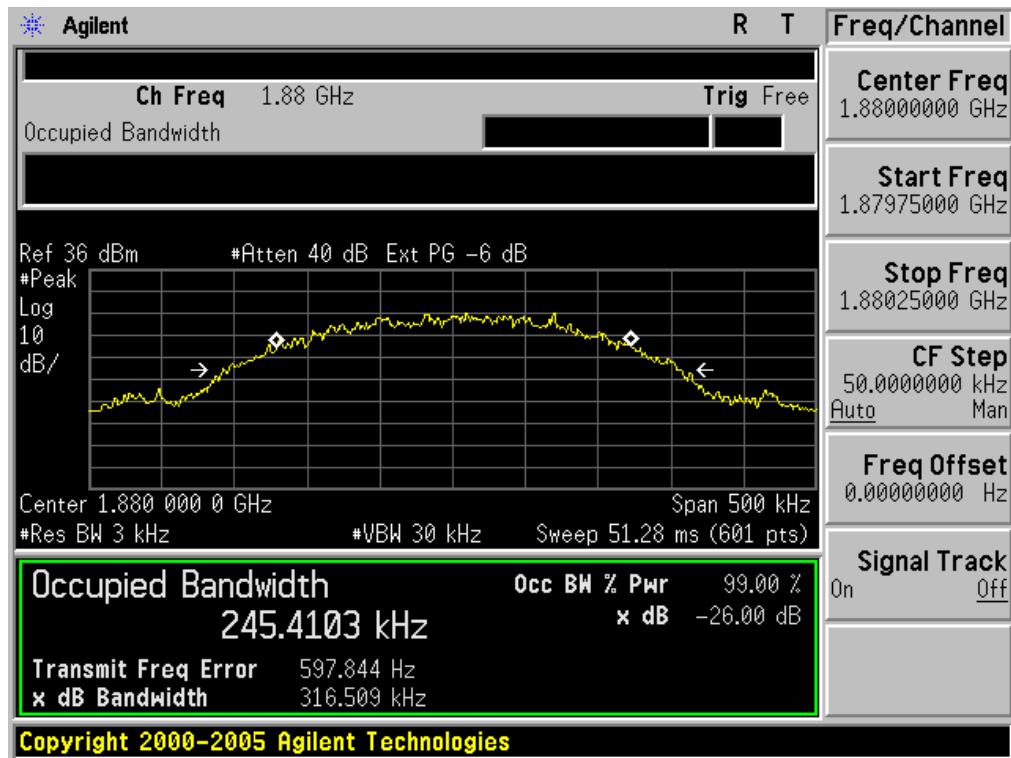 Agilent R T
Ch Freq 1.88 GHz Trig Free
Occupied Bandwidth
Ref 36 dBm #Atten 40 dB Ext PG -6 dB
#Peak
Log
10
dB/
Center 1.880 000 0 GHz Span 500 kHz
#Res BW 3 kHz #VBW 30 kHz Sweep 51.28 ms (601 pts)
Occupied Bandwidth
245.4103 kHz
Occ BW % Pwr 99.00 %
x dB -26.00 dB
Transmit Freq Error 597.844 Hz
x dB Bandwidth 316.509 kHz
Copyright 2000-2005 Agilent Technologies
Freq/Channel
Center Freq
1.88000000 GHz
Start Freq
1.87975000 GHz
Stop Freq
1.88025000 GHz
CF Step
50.0000000 kHz
Auto Man
Freq Offset
0.00000000 Hz
Signal Track
On Off